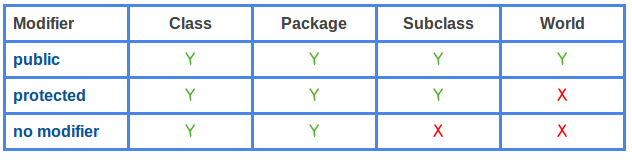 Modifier Class Package Subclass World
public Y Y Y Y
protected Y Y Y X
no modifier Y Y X X